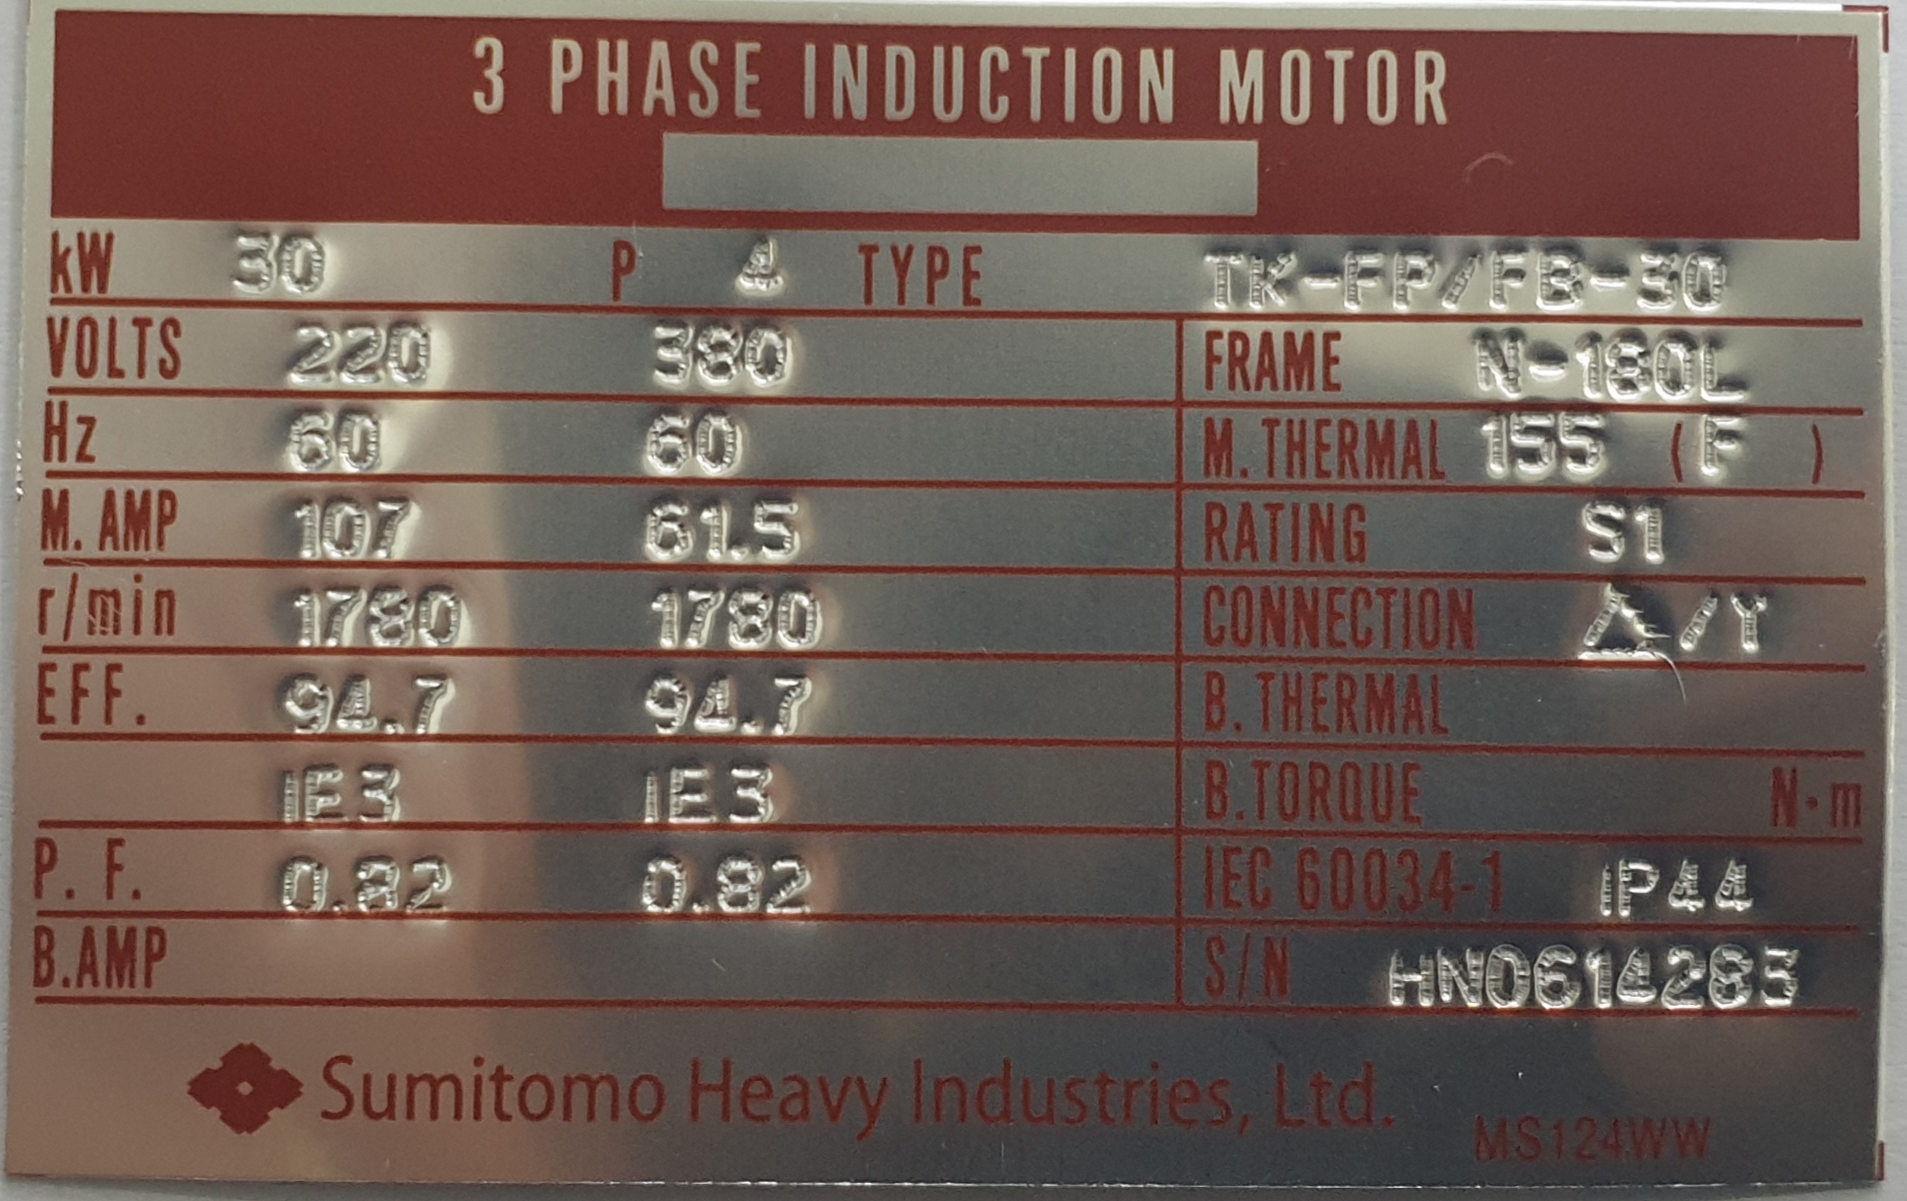 3 PHASE INDUCTION MOTOR
kW 30 P 4 TYPE TK-FP/FB-30
VOLTS 220 380 FRAME N-180L
Hz 60 60 M. THERMAL 155 ( F )
M. AMP 107 61.5 RATING S1
r/min 1780 1780 CONNECTION Δ/Y
EFF. 94.7 94.7 B. THERMAL
IE3 IE3 B. TORQUE N·m
P. F. 0.82 0.82 IEC 60034-1 IP44
B. AMP S/N
Sumitomo Heavy Industries, Ltd.
MS124WW